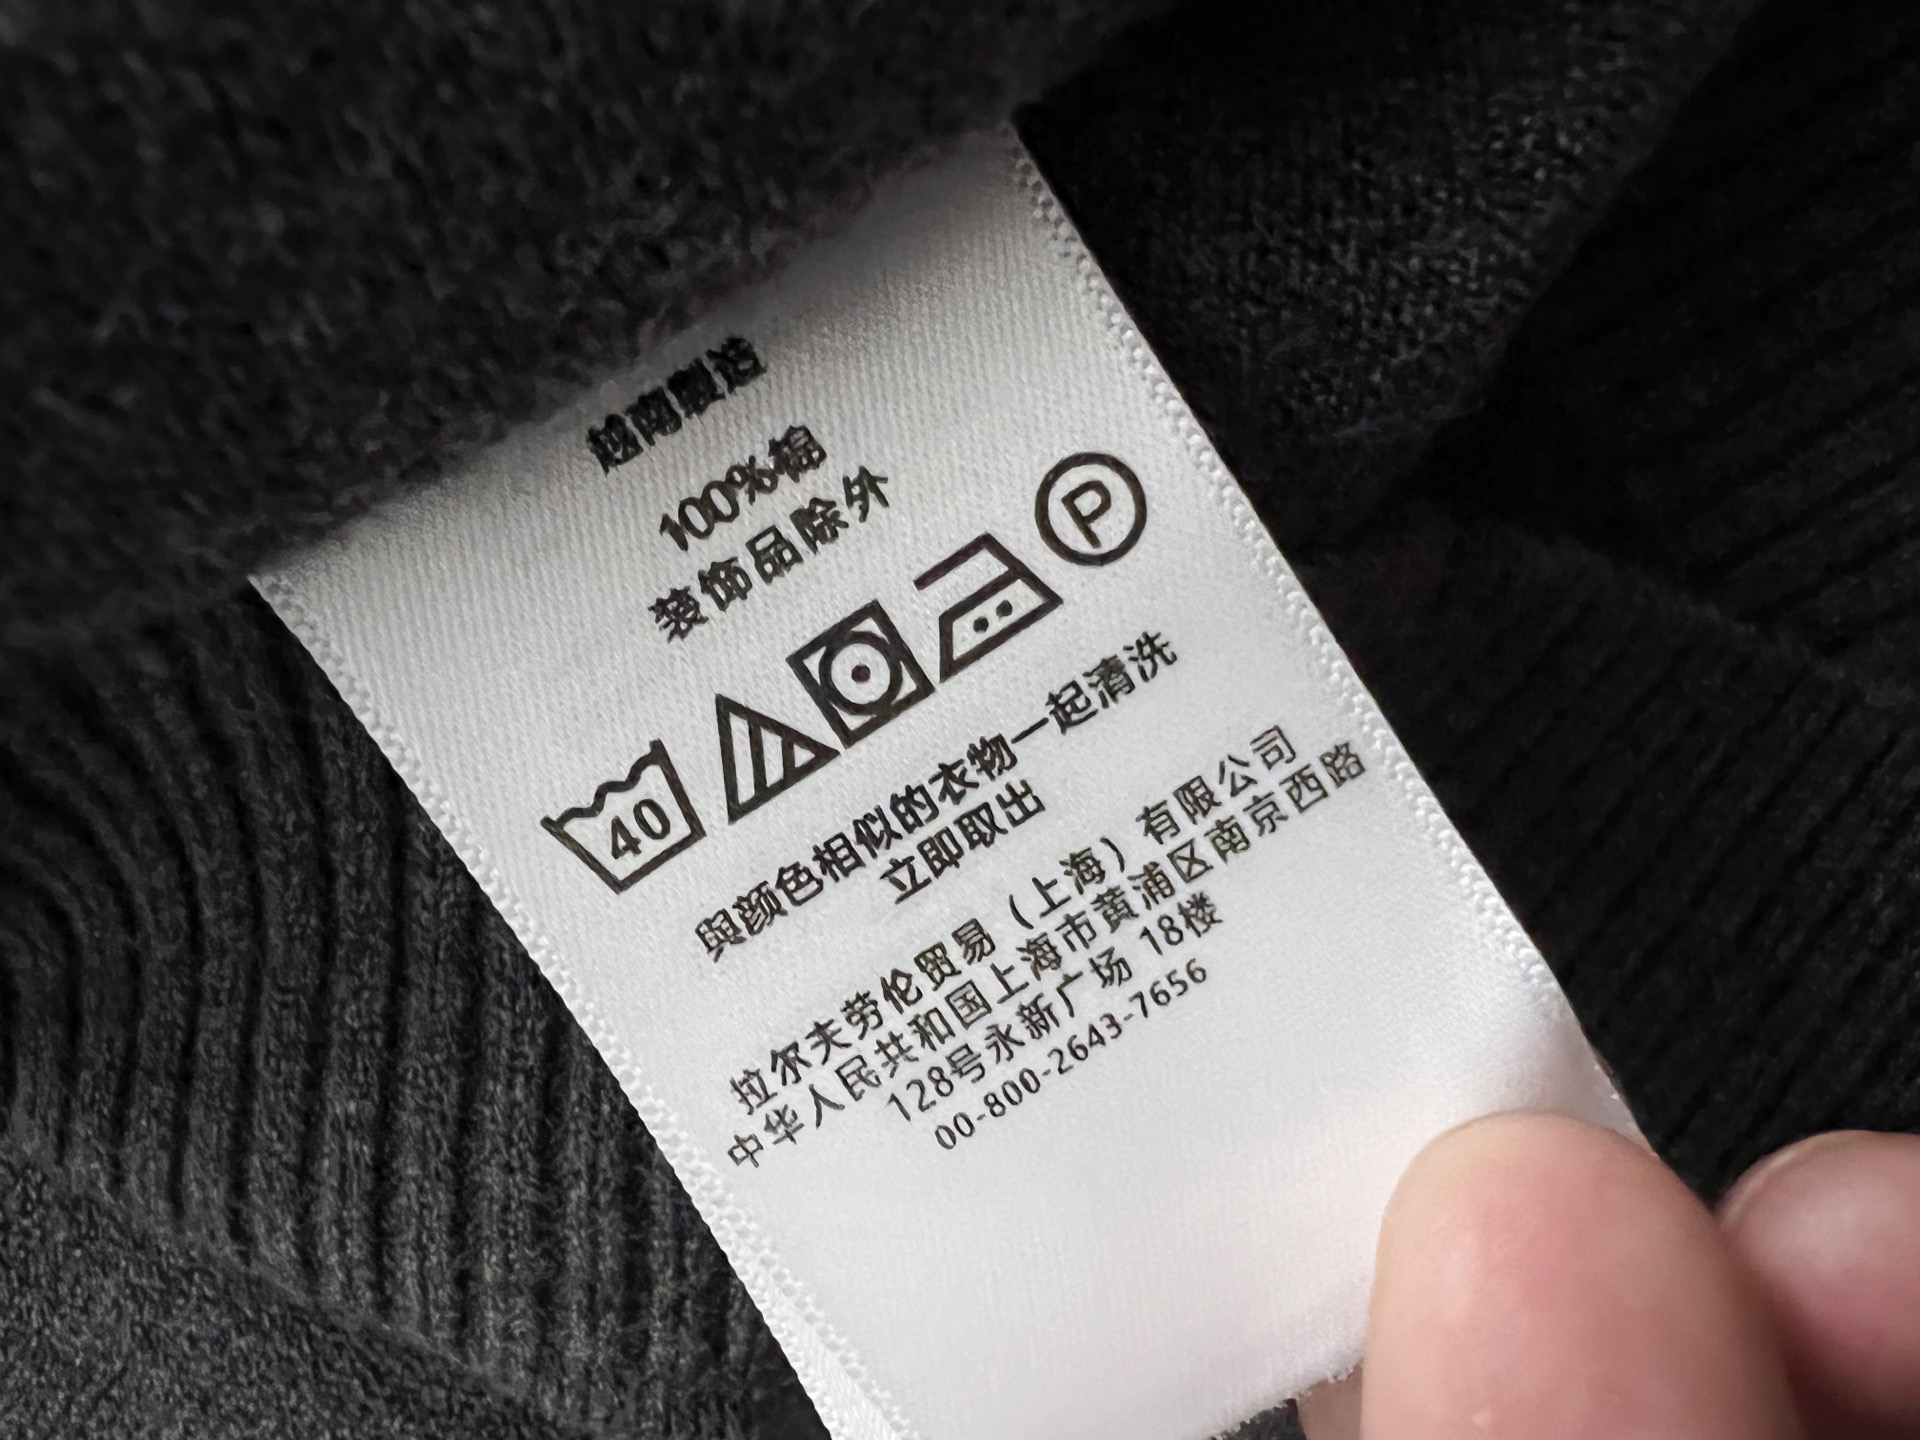 越南製造
100%棉
装饰品除外
40
P
與颜色相似的衣物一起清洗
立即取出
拉尔夫劳伦贸易（上海）有限公司
中华人民共和国上海市黄浦区南京西路
128号永新广场 18楼
00-800-2643-7656